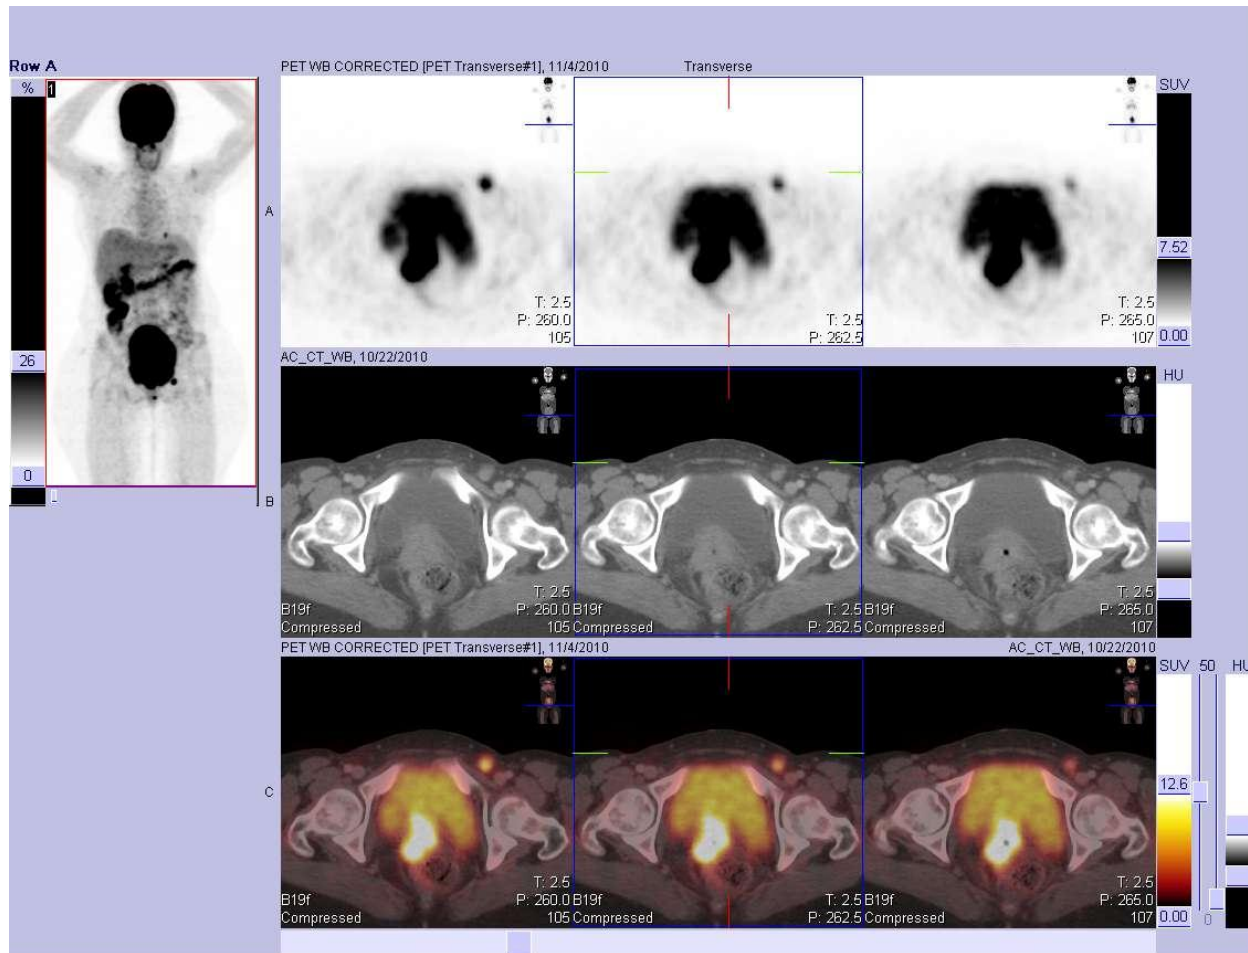 Row A
PET WB CORRECTED [PET Transverse#1], 11/4/2010 Transverse
% 1 SUV
A
7.52
T: 2.5 T: 2.5
P: 260.0 T: 2.5 P: 265.0
105 P: 262.5 107 0.00
AC_CT_WB, 10/22/2010
26 HU
0
B
T: 2.5 T: 2.5 T: 2.5
B19f P: 260.0 B19f P: 262.5 B19f P: 265.0
Compressed 105 Compressed Compressed 107
PET WB CORRECTED [PET Transverse#1], 11/4/2010 AC_CT_WB, 10/22/2010
SUV 50 HU
C
12.6
T: 2.5 T: 2.5 T: 2.5
B19f P: 260.0 B19f P: 262.5 B19f P: 265.0
Compressed 105 Compressed Compressed 107 0.00 0